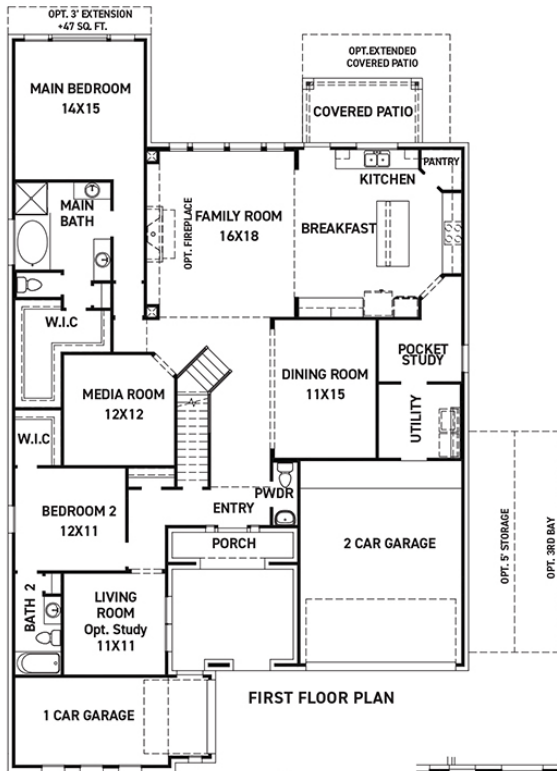 OPT. 3' EXTENSION
+47 SQ. FT.
OPT.EXTENDED
COVERED PATIO
MAIN BEDROOM
14X15
COVERED PATIO
PANTRY
KITCHEN
MAIN
BATH
OPT. FIREPLACE
FAMILY ROOM
16X18
BREAKFAST
W.I.C
POCKET
STUDY
DINING ROOM
11X15
MEDIA ROOM
12X12
UTILITY
W.I.C
PWDR
BEDROOM 2
12X11
ENTRY
PORCH
2 CAR GARAGE
OPT. 5' STORAGE
OPT. 3RD BAY
BATH 2
LIVING
ROOM
Opt. Study
11X11
FIRST FLOOR PLAN
1 CAR GARAGE